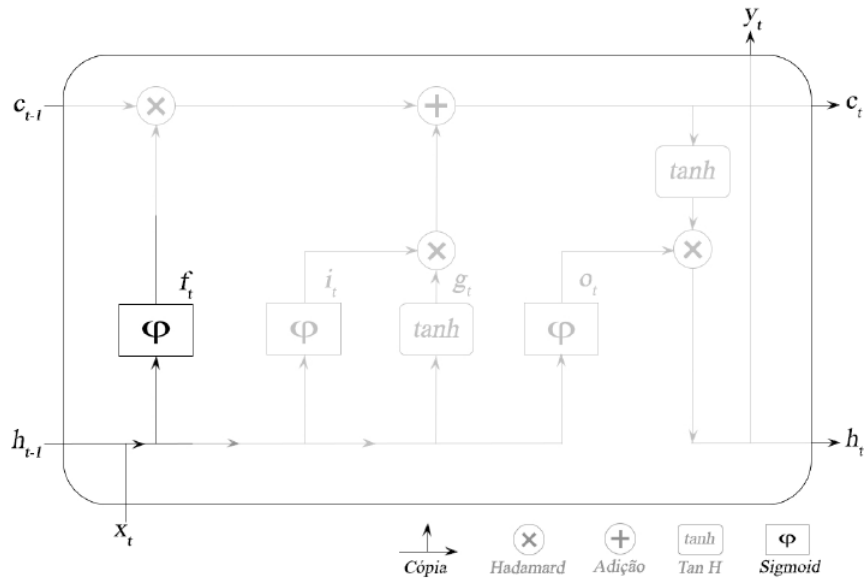 y_t
c_{t-1}
c_t
tanh
f_t
i_t
g_t
o_t
φ
φ
tanh
φ
h_{t-1}
h_t
x_t
tanh
φ
Cópia
Hadamard
Adição
Tan H
Sigmoid